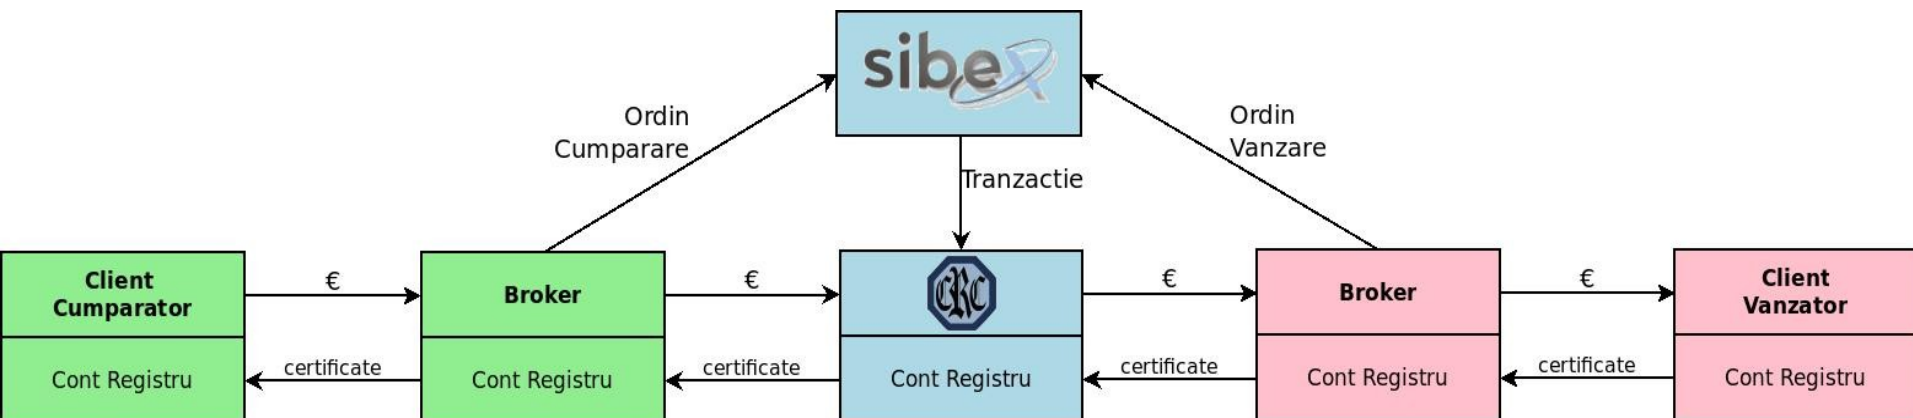 sibex
Ordin
Cumparare
Ordin
Vanzare
Tranzactie
Client
Cumparator
€
Broker
€
CRC
€
Broker
€
Client
Vanzator
Cont Registru
certificate
Cont Registru
certificate
Cont Registru
certificate
Cont Registru
certificate
Cont Registru